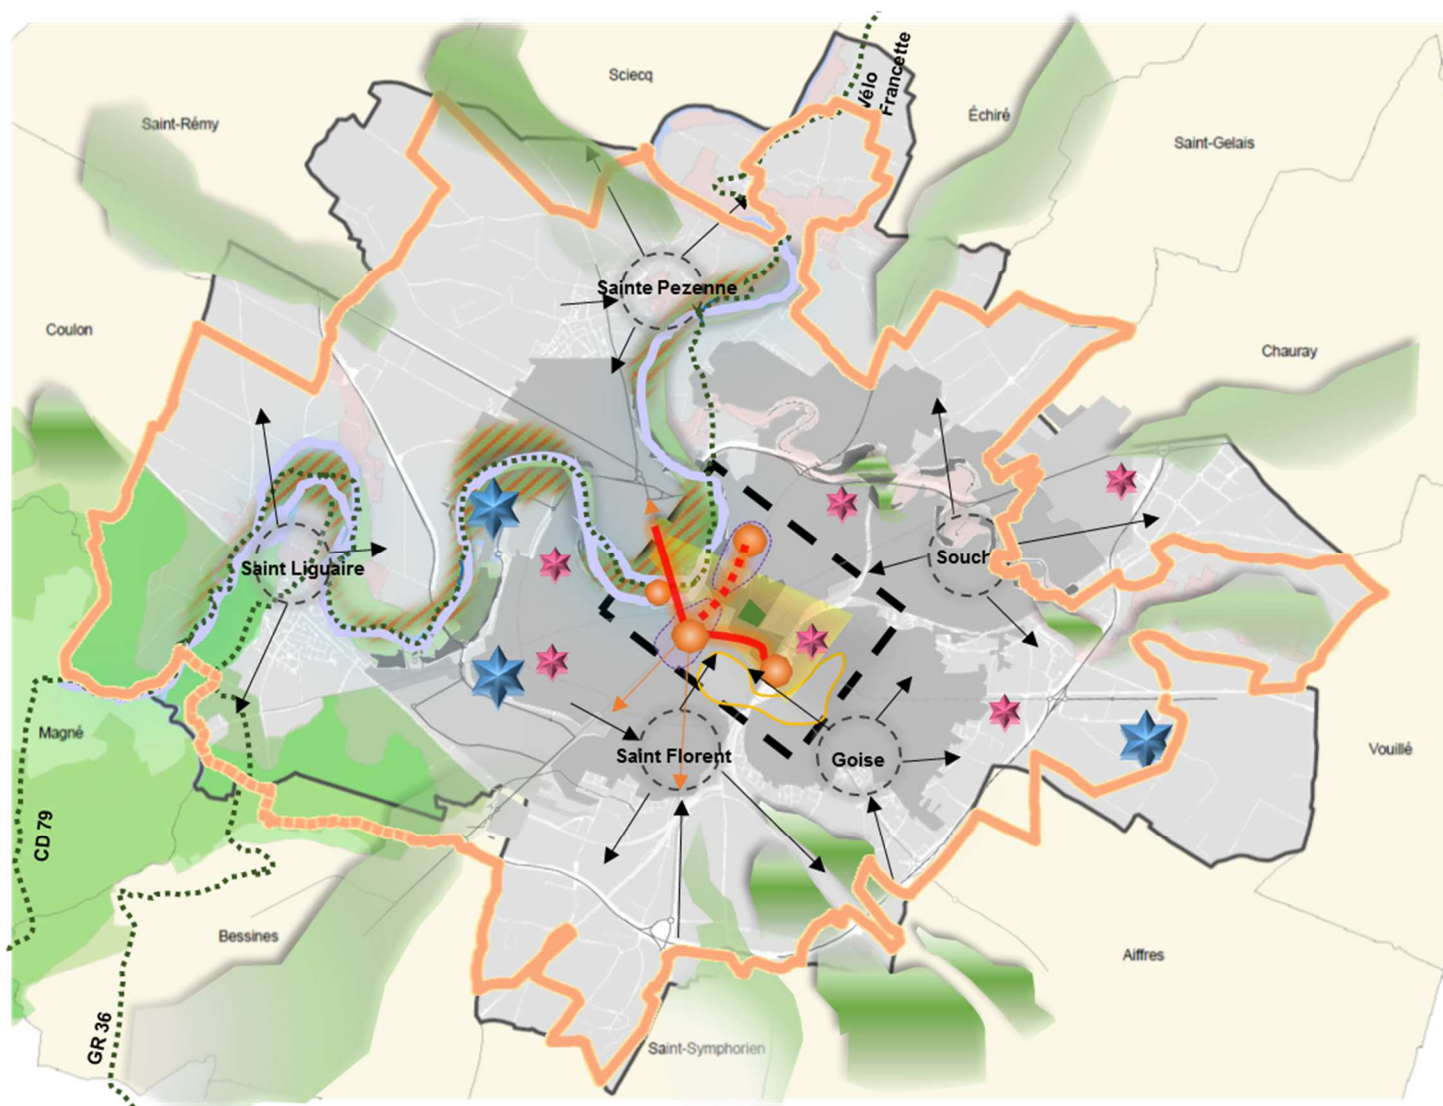 Sciecq
Vélo
Francette
Saint-Rémy
Échiré
Saint-Gelais
Sainte Pezenne
Coulon
Chauray
Souch
Saint Liguaire
Magné
Saint Florent
Goise
Vouillé
CD 79
Bessines
Aiffres
GR 36
Saint-Symphorien